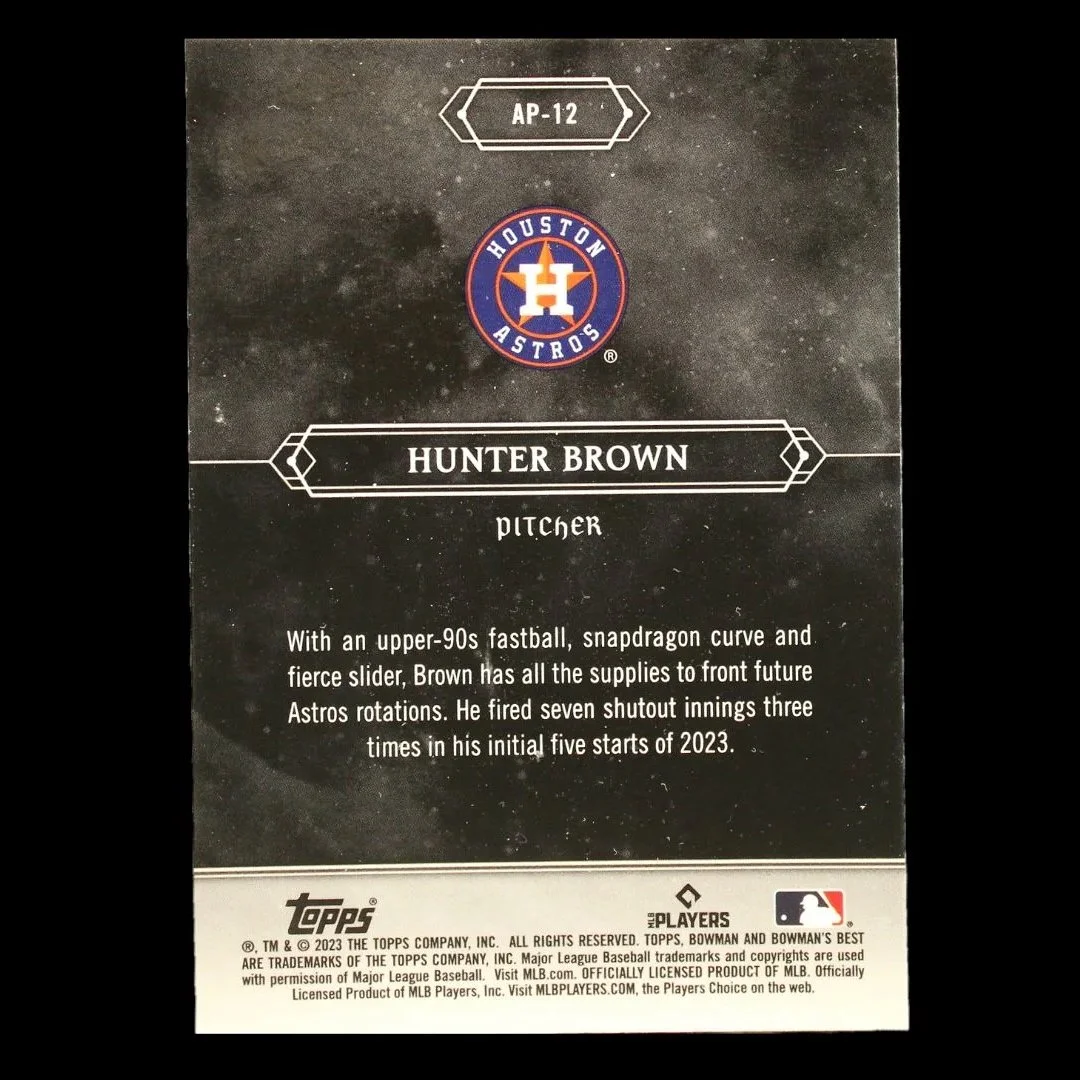 AP-12
HOUSTON
H
ASTROS
®
HUNTER BROWN
PITCHER
With an upper-90s fastball, snapdragon curve and
fierce slider, Brown has all the supplies to front future
Astros rotations. He fired seven shutout innings three
times in his initial five starts of 2023.
TOPPS®
MLB PLAYERS
®
®, TM & © 2023 THE TOPPS COMPANY, INC. ALL RIGHTS RESERVED. TOPPS, BOWMAN AND BOWMAN'S BEST
ARE TRADEMARKS OF THE TOPPS COMPANY, INC. Major League Baseball trademarks and copyrights are used
with permission of Major League Baseball. Visit MLB.com. OFFICIALLY LICENSED PRODUCT OF MLB. Officially
Licensed Product of MLB Players, Inc. Visit MLBPLAYERS.COM, the Players Choice on the web.